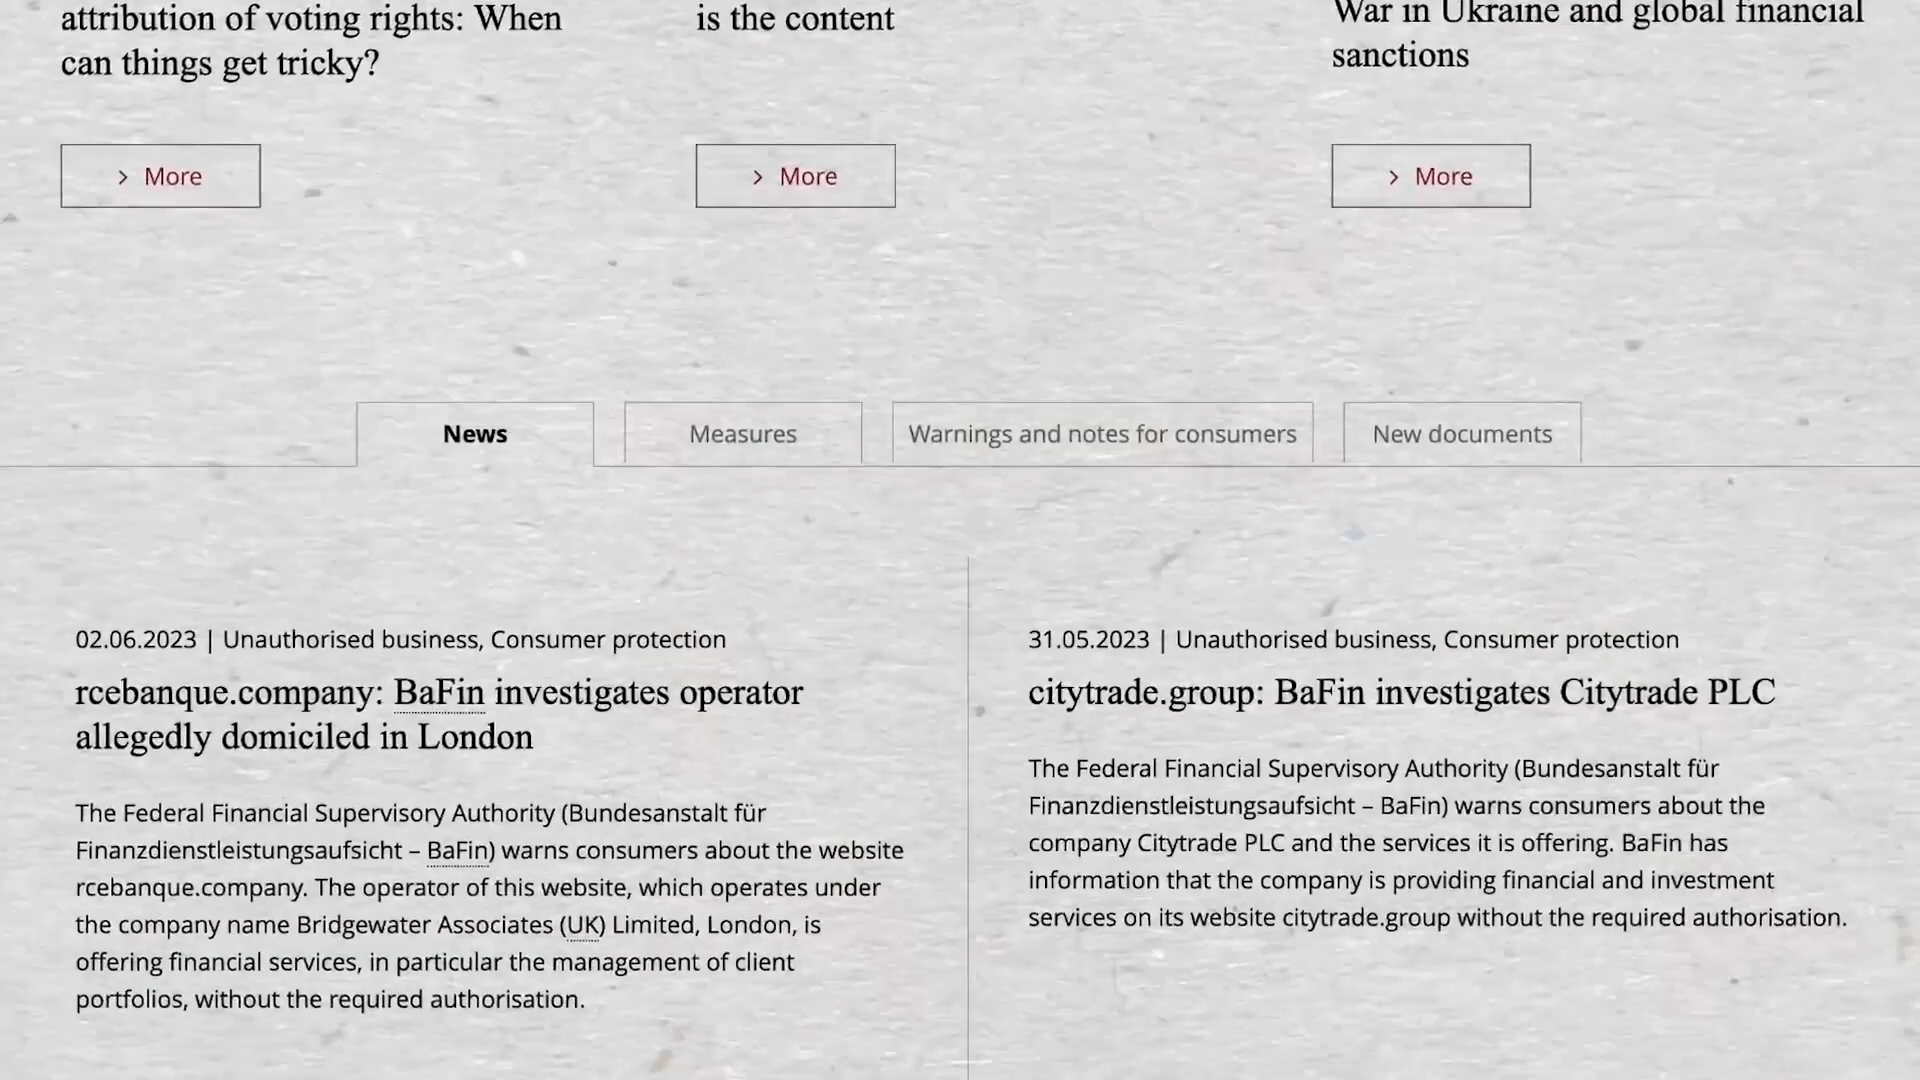 attribution of voting rights: When
can things get tricky?
is the content
War in Ukraine and global financial
sanctions
More
More
More
News
Measures
Warnings and notes for consumers
New documents
02.06.2023 | Unauthorised business, Consumer protection
rcebanque.company: BaFin investigates operator
allegedly domiciled in London
The Federal Financial Supervisory Authority (Bundesanstalt für
Finanzdienstleistungsaufsicht – BaFin) warns consumers about the website
rcebanque.company. The operator of this website, which operates under
the company name Bridgewater Associates (UK) Limited, London, is
offering financial services, in particular the management of client
portfolios, without the required authorisation.
31.05.2023 | Unauthorised business, Consumer protection
citytrade.group: BaFin investigates Citytrade PLC
The Federal Financial Supervisory Authority (Bundesanstalt für
Finanzdienstleistungsaufsicht – BaFin) warns consumers about the
company Citytrade PLC and the services it is offering. BaFin has
information that the company is providing financial and investment
services on its website citytrade.group without the required authorisation.